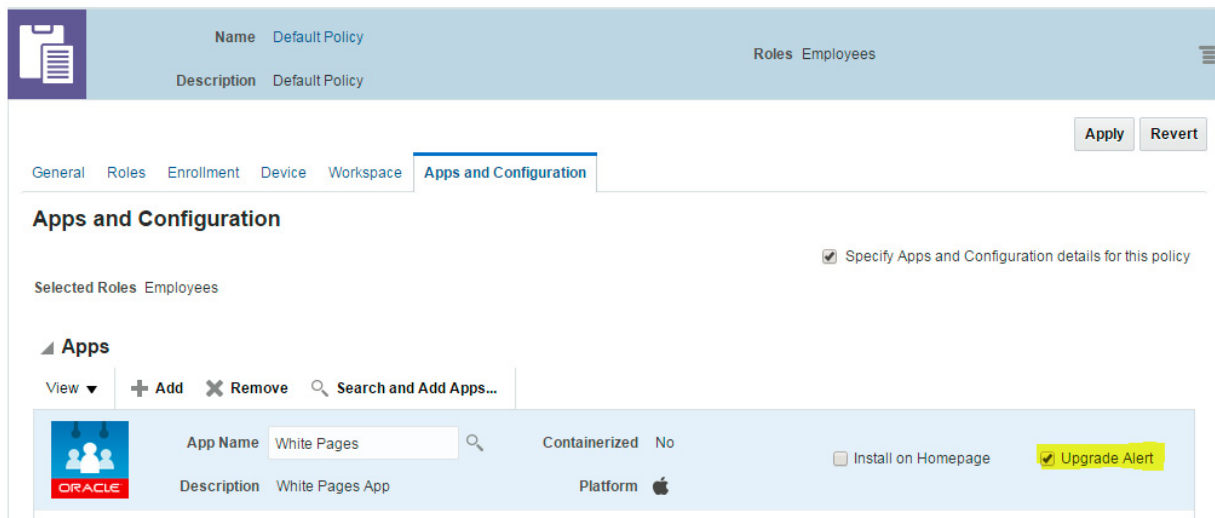 Name Default Policy
Roles Employees
Description Default Policy
Apply Revert
General Roles Enrollment Device Workspace Apps and Configuration
Apps and Configuration
Specify Apps and Configuration details for this policy
Selected Roles Employees
Apps
View Add Remove Search and Add Apps...
App Name White Pages Containerized No
Install on Homepage Upgrade Alert
ORACLE Description White Pages App Platform